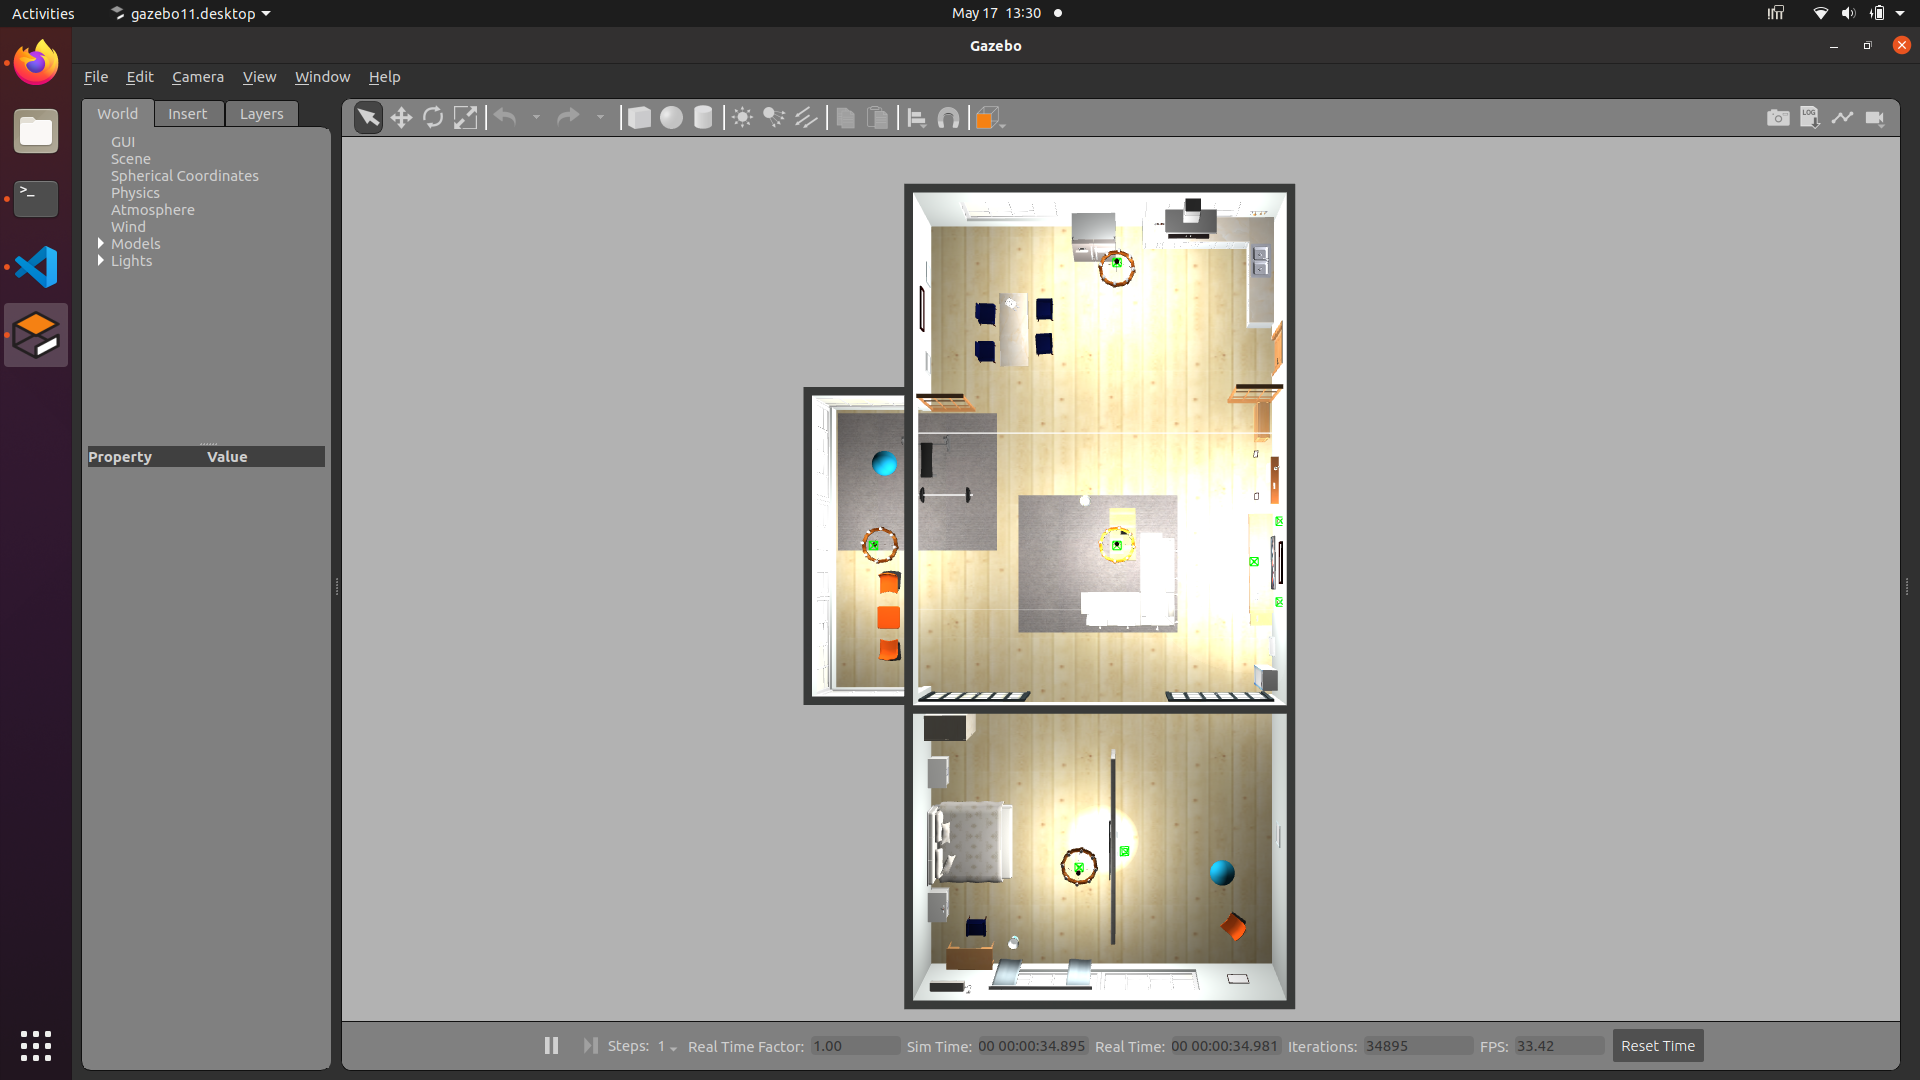 Activities gazebo11.desktop May 17 13:30
Gazebo
File Edit Camera View Window Help
World Insert Layers
GUI
Scene
Spherical Coordinates
Physics
Atmosphere
Wind
Models
Lights
Property Value
LOG
Steps: 1 Real Time Factor: 1.00 Sim Time: 00 00:00:34.895 Real Time: 00 00:00:34.981 Iterations: 34895 FPS: 33.42 Reset Time